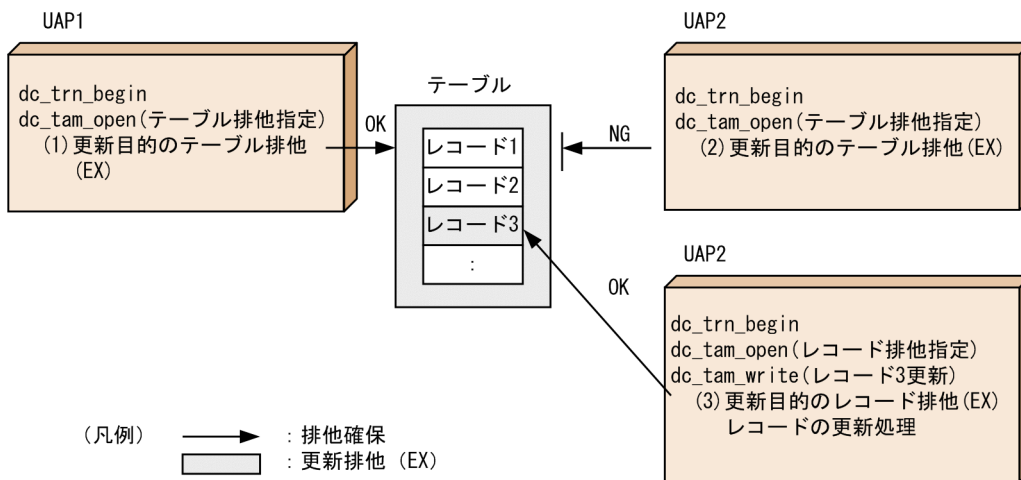 UAP1
dc_trn_begin
dc_tam_open(テーブル排他指定)
(1)更新目的のテーブル排他
(EX)
OK
テーブル
レコード1
レコード2
レコード3
:
NG
UAP2
dc_trn_begin
dc_tam_open(テーブル排他指定)
(2)更新目的のテーブル排他(EX)
OK
UAP2
dc_trn_begin
dc_tam_open(レコード排他指定)
dc_tam_write(レコード3更新)
(3)更新目的のレコード排他(EX)
レコードの更新処理
(凡例)
:排他確保
:更新排他 (EX)